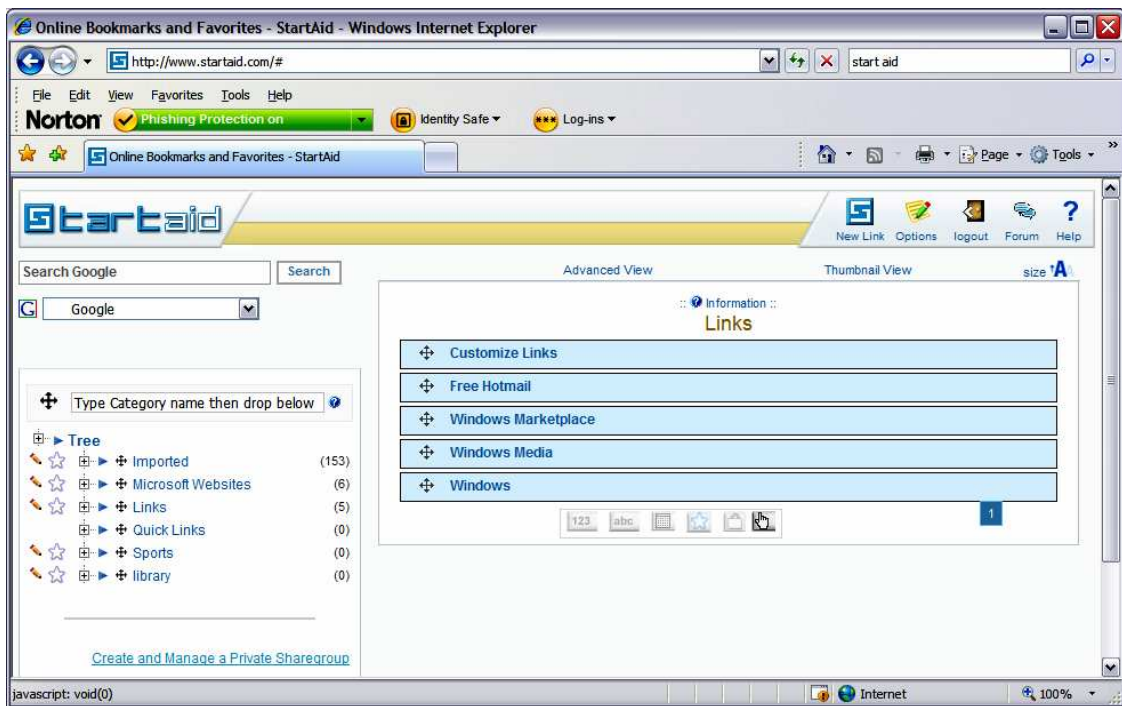 Online Bookmarks and Favorites - StartAid - Windows Internet Explorer
http://www.startaid.com/# start aid
File Edit View Favorites Tools Help
Norton Phishing Protection on Identity Safe Log-ins
Online Bookmarks and Favorites - StartAid Page Tools »
Startaid
New Link Options logout Forum Help
Search Google Search Advanced View Thumbnail View size A
G Google
:: ? Information ::
Links
Customize Links
Free Hotmail
Windows Marketplace
Windows Media
Windows
123 abc 1
Type Category name then drop below ?
Tree
Imported (153)
Microsoft Websites (6)
Links (5)
Quick Links (0)
Sports (0)
library (0)
Create and Manage a Private Sharegroup
javascript: void(0) Internet 100%